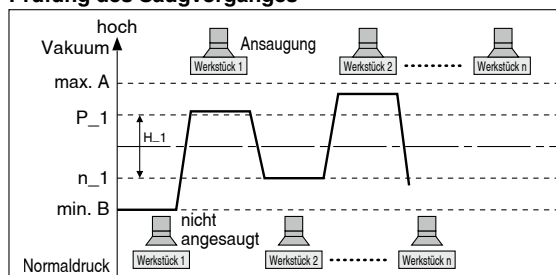 Prüfung des Saugvorganges
hoch
Vakuum
Ansaugung
Werkstück 1
Werkstück 2
Werkstück n
max. A
P_1
H_1
n_1
min. B
nicht
angesaugt
Werkstück 1
Werkstück 2
Werkstück n
Normaldruck